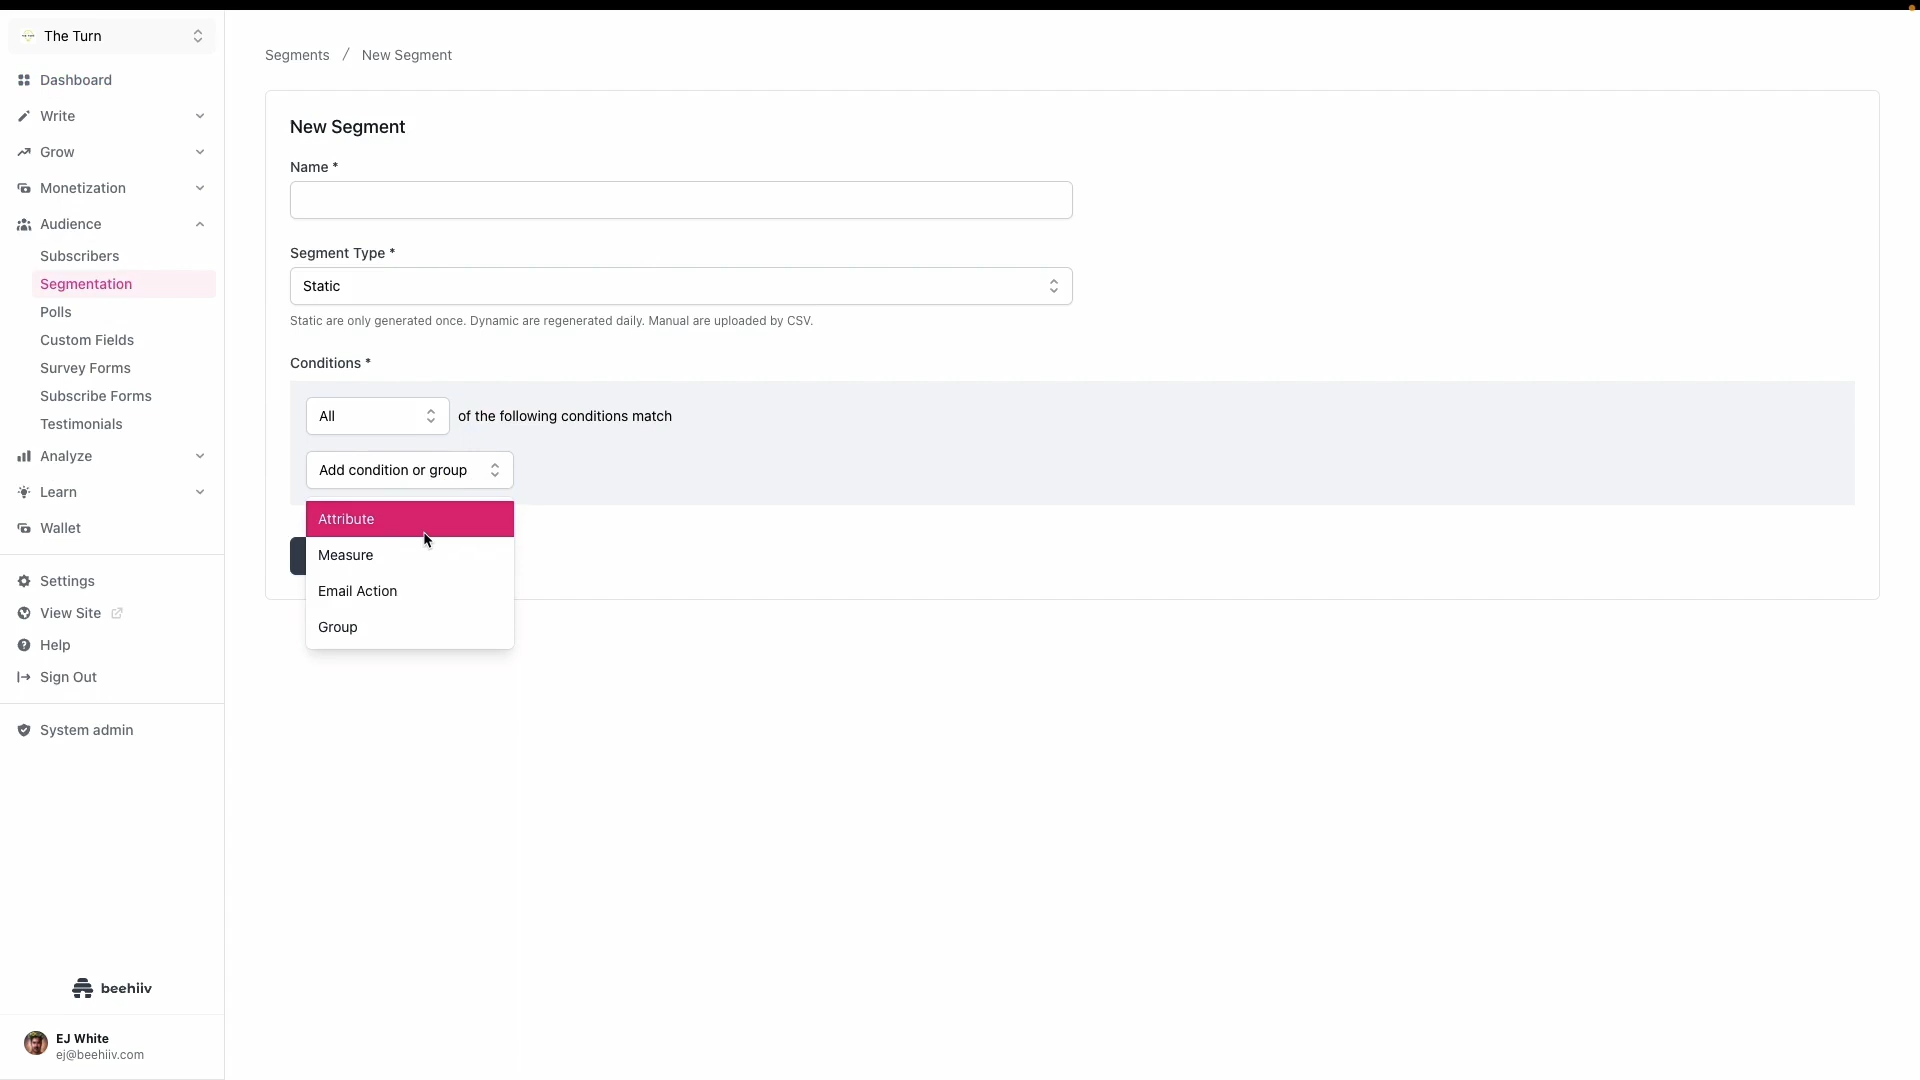 The Turn
Dashboard
Write
Grow
Monetization
Audience
Subscribers
Segmentation
Polls
Custom Fields
Survey Forms
Subscribe Forms
Testimonials
Analyze
Learn
Wallet
Settings
View Site
Help
Sign Out
System admin
beehiiv
EJ White
ej@beehiiv.com
Segments / New Segment
New Segment
Name *
Segment Type *
Static
Static are only generated once. Dynamic are regenerated daily. Manual are uploaded by CSV.
Conditions *
All of the following conditions match
Add condition or group
Attribute
Measure
Email Action
Group